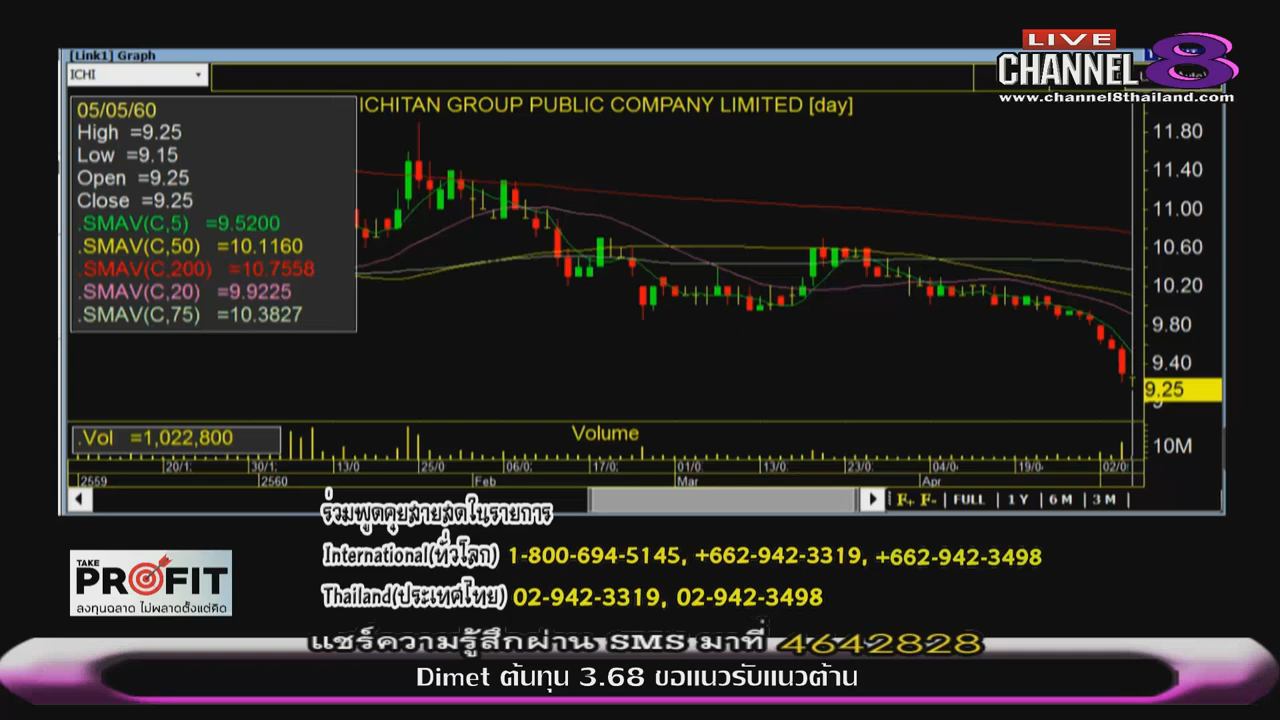 [Link1] Graph
LIVE
CHANNEL 8
www.channel8thailand.com
ICHI
ICHITAN GROUP PUBLIC COMPANY LIMITED [day]
05/05/60
High =9.25
Low =9.15
Open =9.25
Close =9.25
.SMAV(C,5) =9.5200
.SMAV(C,50) =10.1160
.SMAV(C,200) =10.7558
.SMAV(C,20) =9.9225
.SMAV(C,75) =10.3827
11.80
11.40
11.00
10.60
10.20
9.80
9.40
9.25
.Vol =1,022,800
Volume
10M
20/1: 30/1: 13/0 25/0 06/0: 17/0: 01/0: 13/0: 23/0: 04/0 19/0 02/0
2559 2560 Feb Mar Apr
F+ F- FULL 1 Y 6 M 3 M
ร่วมพูดคุยสายสดในรายการ
International(ทั่วโลก) 1-800-694-5145, +662-942-3319, +662-942-3498
Thailand(ประเทศไทย) 02-942-3319, 02-942-3498
TAKE
PROFIT
ลงทุนฉลาด ไม่พลาดตั้งแต่คิด
แชร์ความรู้สึกผ่าน SMS มาที่ 4642828
Dimet ต้นทุน 3.68 ขอแนวรับแนวต้าน